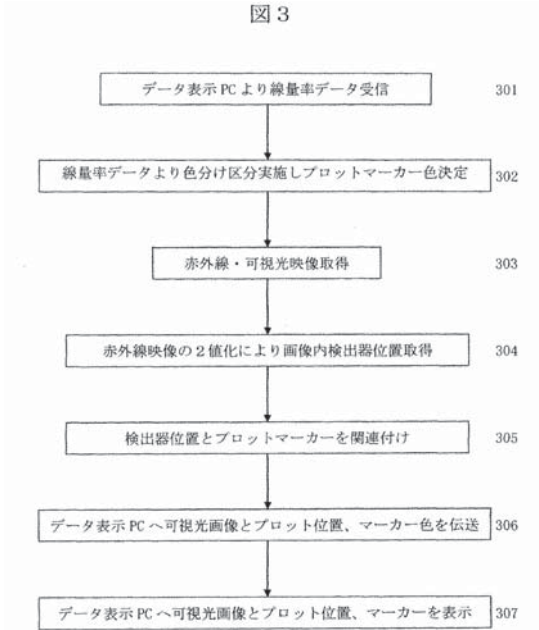 図3
データ表示PCより線量率データ受信 301
線量率データより色分け区分実施しプロットマーカー色決定 302
赤外線・可視光映像取得 303
赤外線映像の2値化により画像内検出器位置取得 304
検出器位置とプロットマーカーを関連付け 305
データ表示PCへ可視光画像とプロット位置、マーカー色を伝送 306
データ表示PCへ可視光画像とプロット位置、マーカーを表示 307